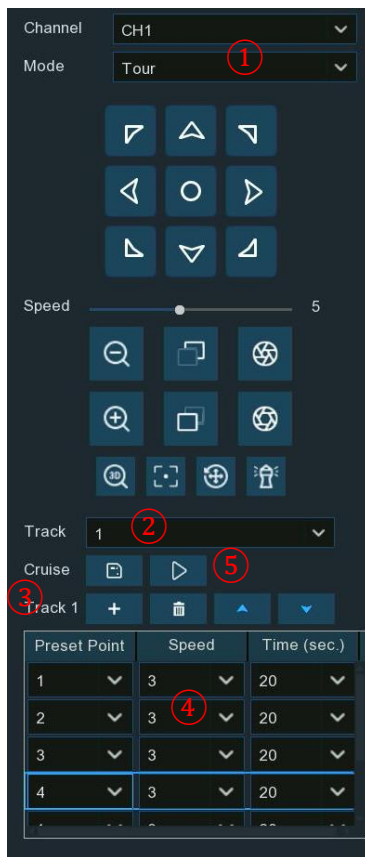 Channel CH1
①
Mode Tour
Speed 5
3D
②
Track 1
Cruise ⑤
③
Track 1 +
Preset Point Speed Time (sec.)
1 3 20
④
2 3 20
3 3 20
4 3 20